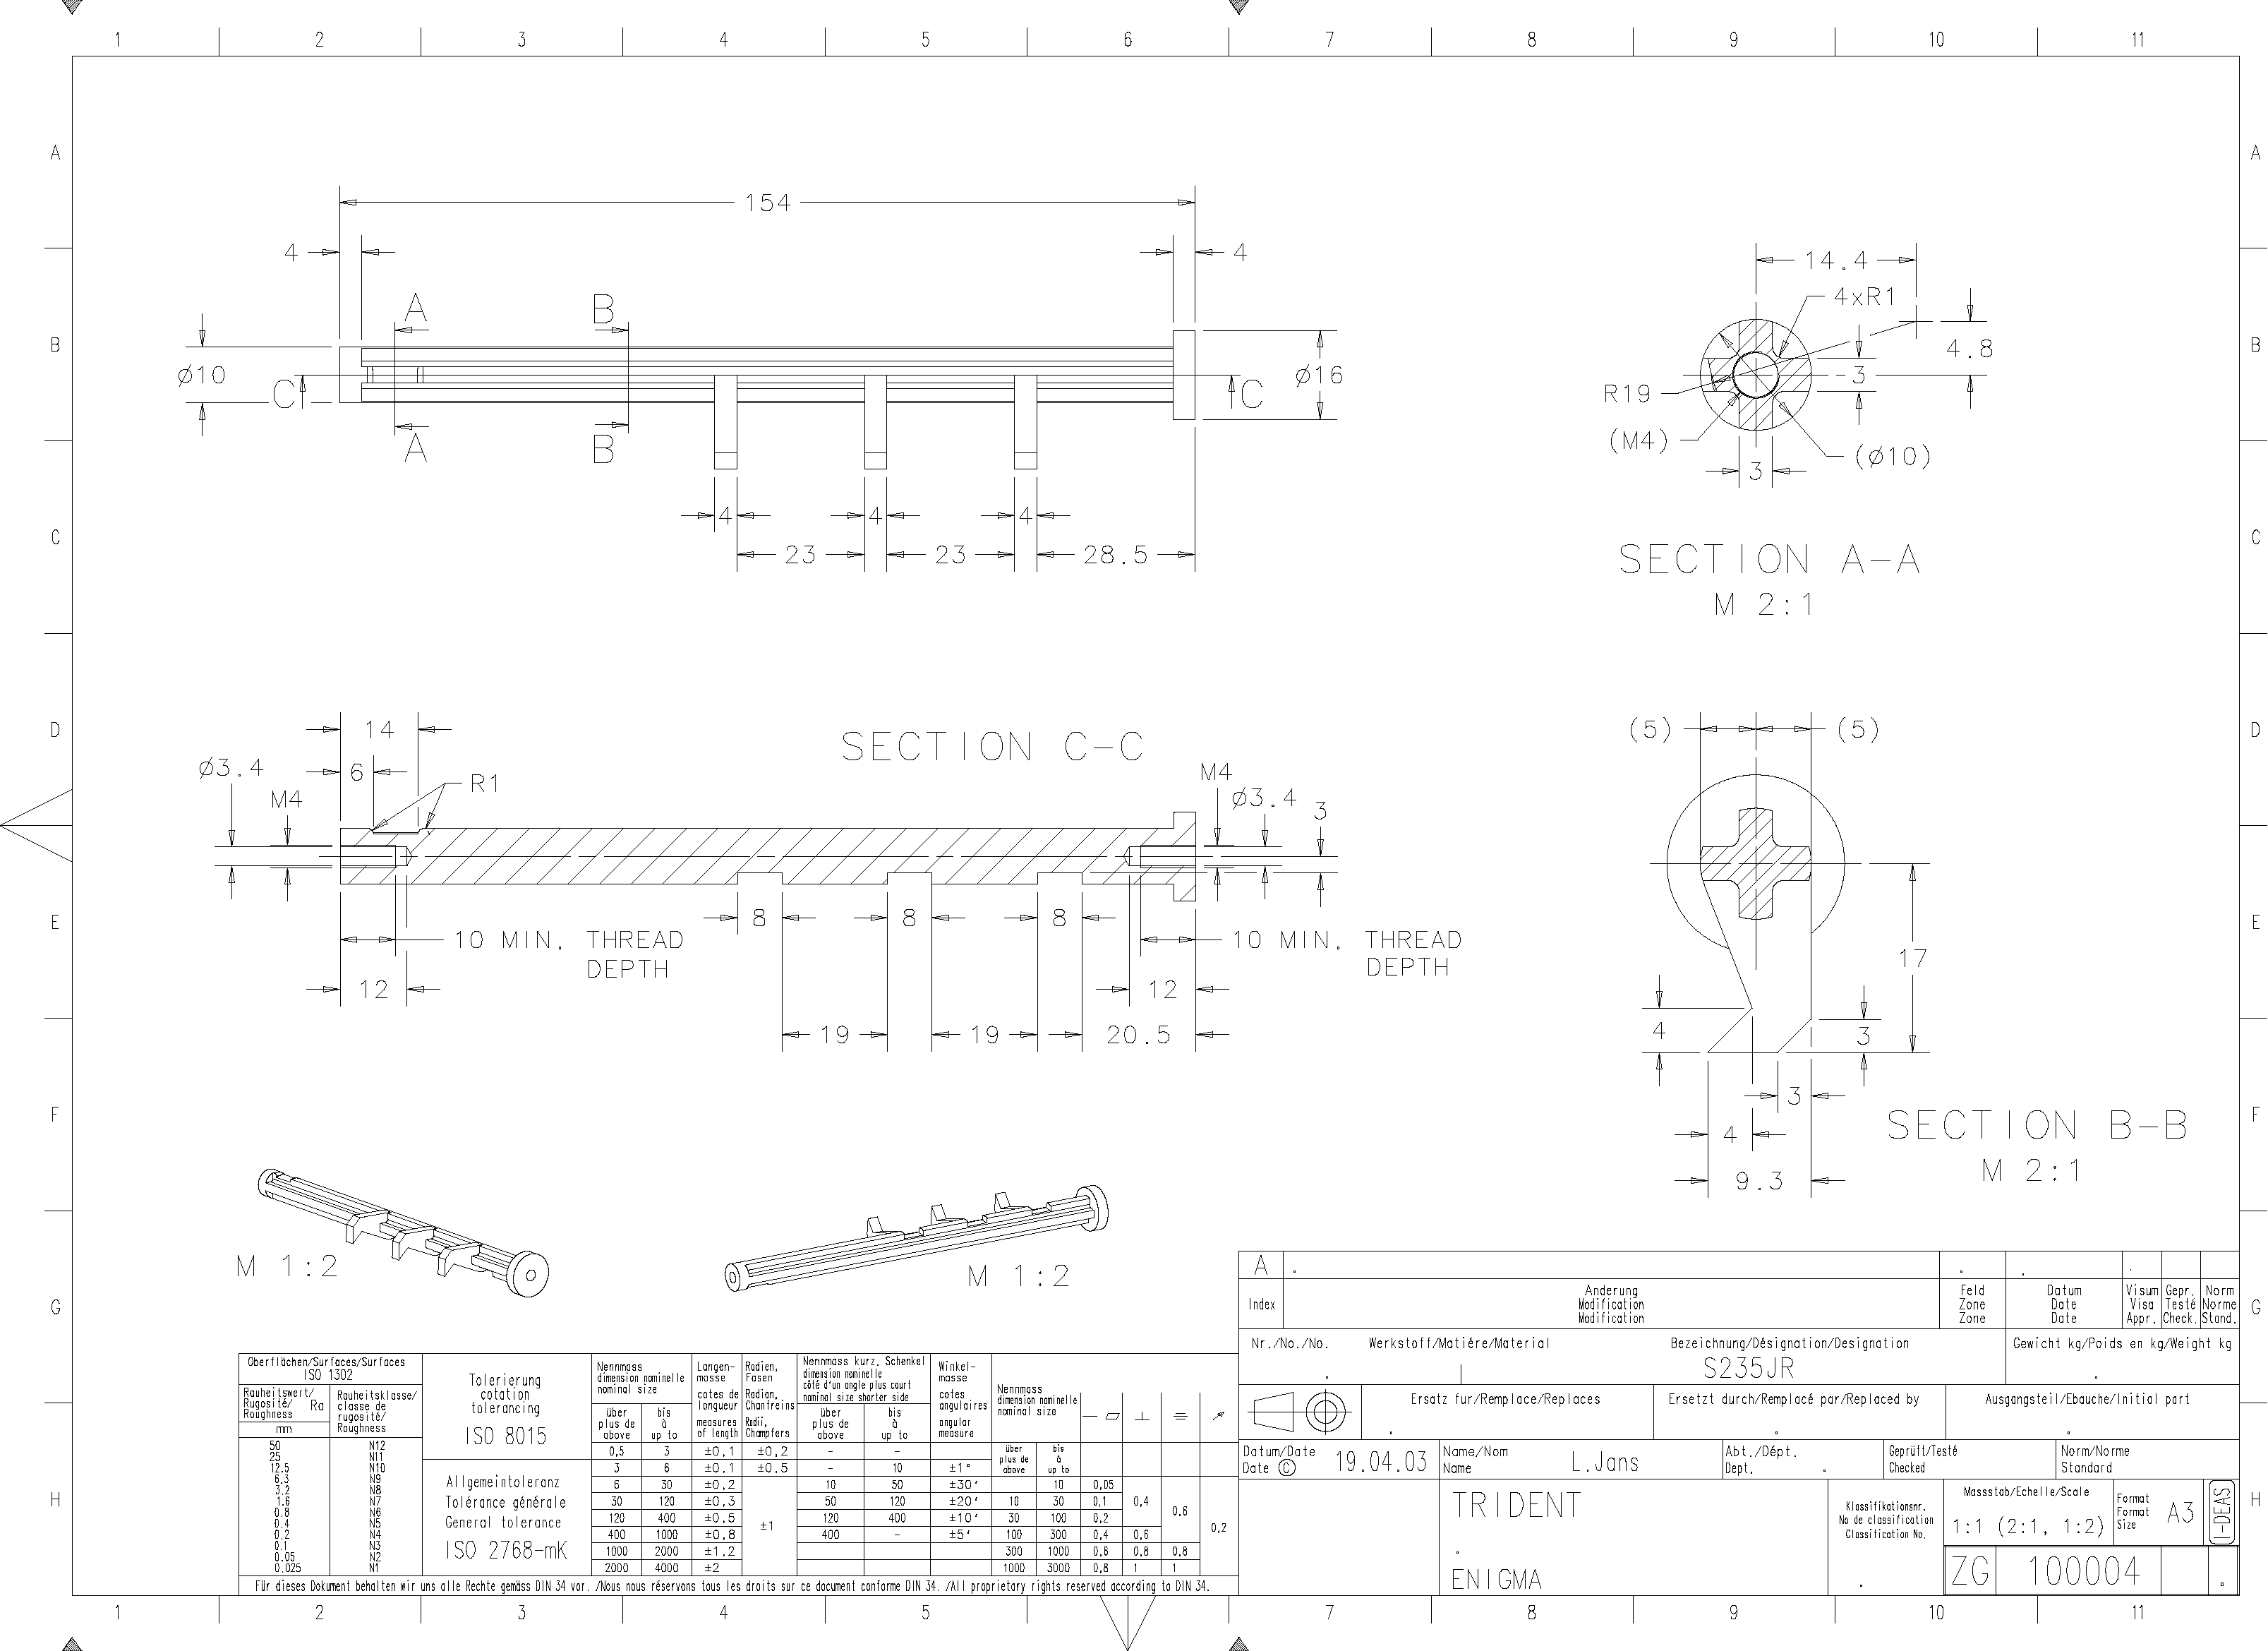 1 2 3 4 5 6 7 8 9 10 11
A A
154
4 4
14.4
4xR1
A B
B B
4.8
Ø10 C C Ø16
3
R19
A B
(M4) (Ø10)
3
4 4 4
C C
23 23 28.5
SECTION A-A
M 2:1
D D
14
SECTION C-C
(5) (5)
Ø3.4 6 R1
M4
M4 Ø3.4 3
8 8 8
E E
10 MIN. THREAD
DEPTH
10 MIN. THREAD
DEPTH
17
12 12
19 19 20.5
4 3
3
F F
4
SECTION B-B
M 2:1
9.3
M 1:2
M 1:2
G G
H H
A . . . .
Index
Anderung
Modification
Modification
Feld
Zone
Zone
Datum
Date
Date
Visum
Visa
Appr.
Gepr.
Testé
Check.
Norm
Norme
Stand.
Nr./No./No. Werkstoff/Matiére/Material Bezeichnung/Désignation/Designation Gewicht kg/Poids en kg/Weight kg
S235JR
Ersatz fur/Remplace/Replaces Ersetzt durch/Remplacé par/Replaced by Ausgangsteil/Ebauche/Initial part
Datum/Date
Date © 19.04.03
Name/Nom
Name L.Jans
Abt./Dépt.
Dept. .
Geprüft/Testé
Checked
Norm/Norme
Standard
TRIDENT
.
ENIGMA
Klassifikationsnr.
No de classification
Classification No.
Massstab/Echelle/Scale
1:1 (2:1, 1:2)
Format
Format
Size
A3
I-DEAS
ZG 100004
Oberflächen/Surfaces/Surfaces
ISO 1302
Rauheitswert/
Rugosité/ Ra
Roughness
mm
Rauheitsklasse/
classe de
rugosité/
Roughness
50 N12
25 N11
12.5 N10
6.3 N9
3.2 N8
1.6 N7
0.8 N6
0.4 N5
0.2 N4
0.1 N3
0.05 N2
0.025 N1
Tolerierung
cotation
tolerancing
ISO 8015
Allgemeintoleranz
Tolérance générale
General tolerance
ISO 2768-mK
Nennmass
dimension nominelle
nominal size
über
plus de
above
bis
à
up to
Langen-
masse
cotes de
longueur
measures
of length
Radien,
Fasen
Radian,
Chanfreins
Radii,
Champfers
0,5 3 ±0,1 ±0,2
3 6 ±0,1 ±0,5
6 30 ±0,2
30 120 ±0,3
120 400 ±0,5
400 1000 ±0,8
1000 2000 ±1,2
2000 4000 ±2
±1
Nennmass kurz. Schenkel
dimension nominelle
côté d'un angle plus court
nominal size shorter side
über
plus de
above
bis
à
up to
Winkel-
masse
cotes
angulaires
angular
measure
- -
- 10 ±1°
10 50 ±30'
50 120 ±20'
120 400 ±10'
400 - ±5'
Nennmass
dimension nominelle
nominal size
über
plus de
above
bis
à
up to
10 0,05
10 30 0,1
30 100 0,2
0,4
100 300 0,4 0,6
0,6
300 1000 0,6 0,8 0,8
1000 3000 0,8 1 1
0,2
Für dieses Dokument behalten wir uns alle Rechte gemäss DIN 34 vor. /Nous nous réservons tous les droits sur ce document conforme DIN 34. /All proprietary rights reserved according to DIN 34.
1 2 3 4 5 6 7 8 9 10 11